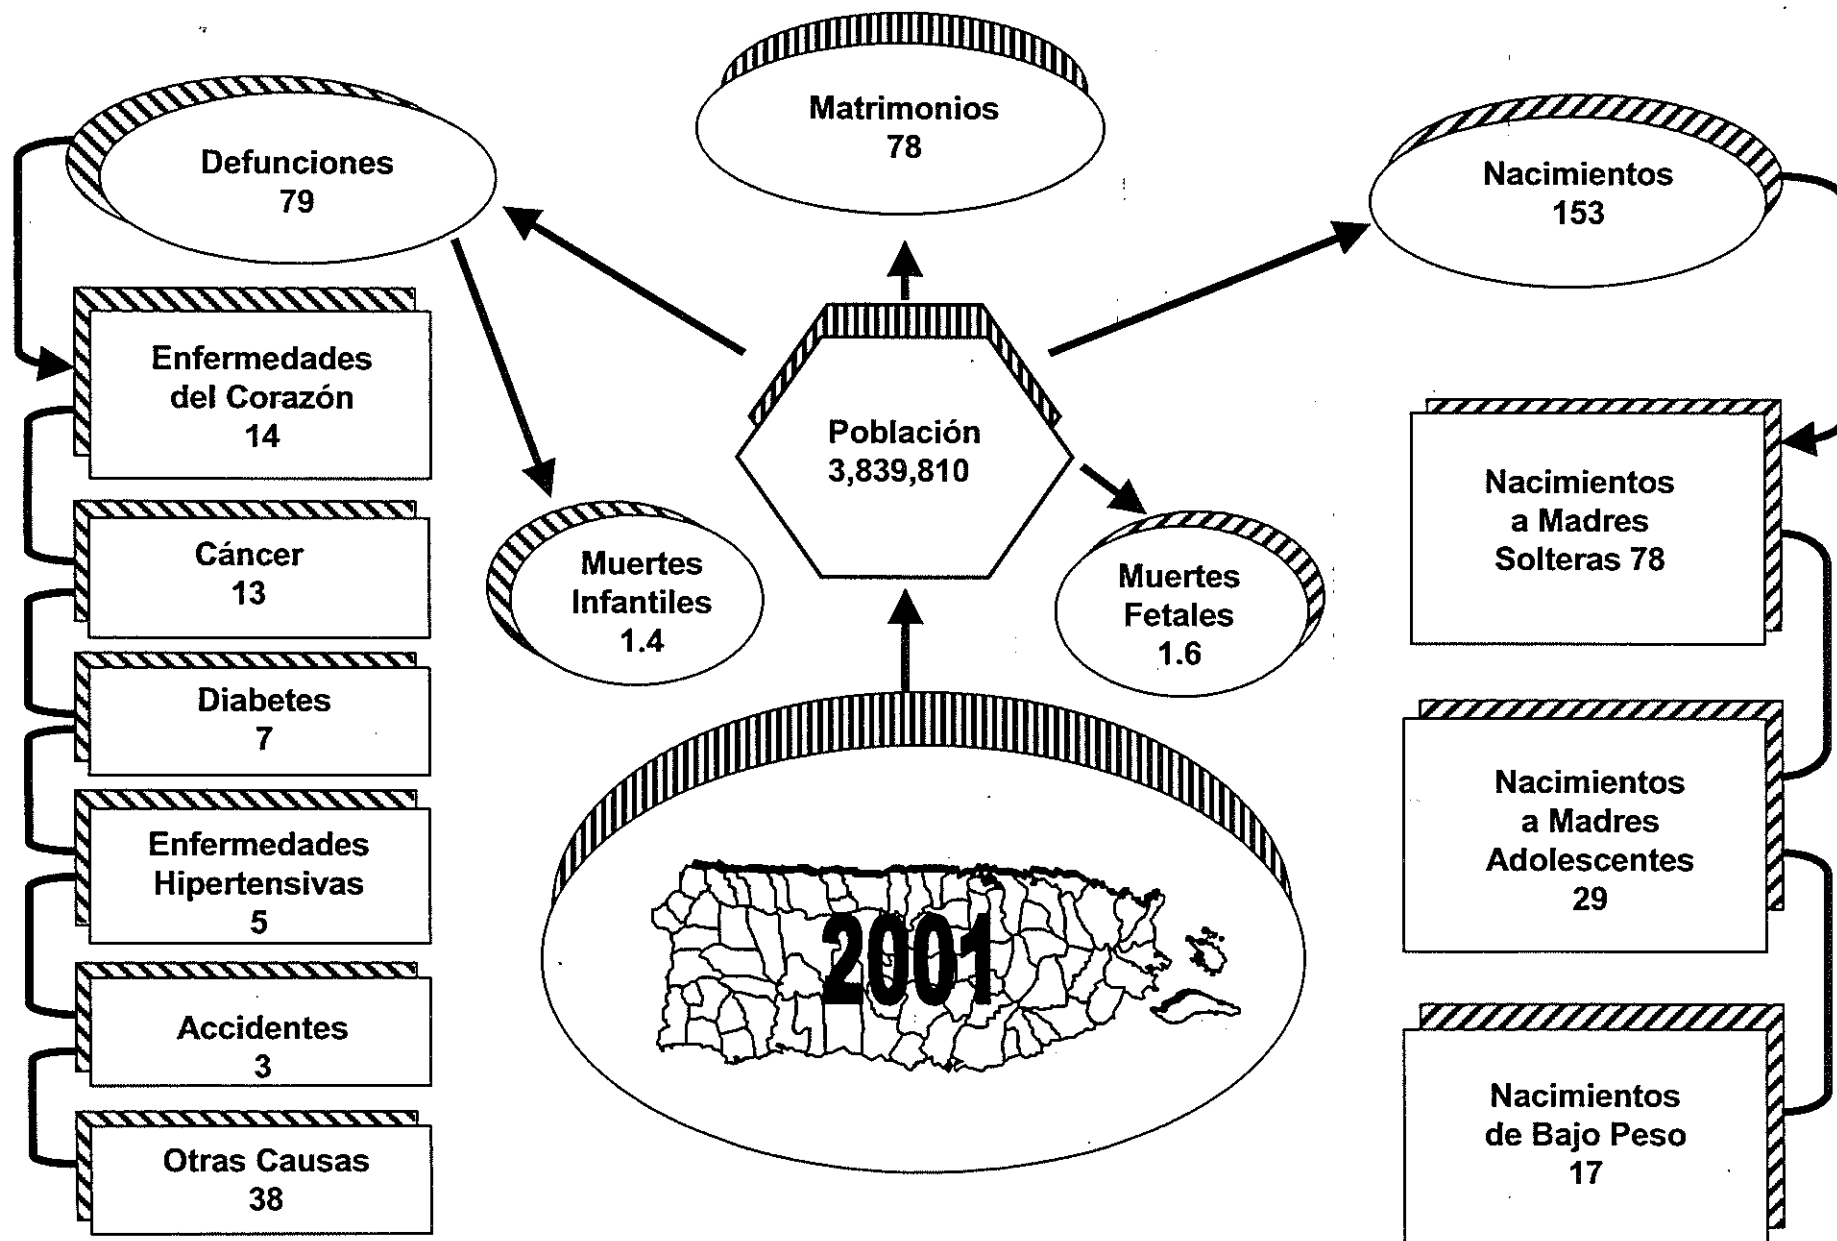 Matrimonios
78
Defunciones
79
Nacimientos
153
Enfermedades
del Corazón
14
Población
3,839,810
Nacimientos
a Madres
Solteras 78
Cáncer
13
Muertes
Infantiles
1.4
Muertes
Fetales
1.6
Diabetes
7
Nacimientos
a Madres
Adolescentes
29
Enfermedades
Hipertensivas
5
2001
Accidentes
3
Nacimientos
de Bajo Peso
17
Otras Causas
38